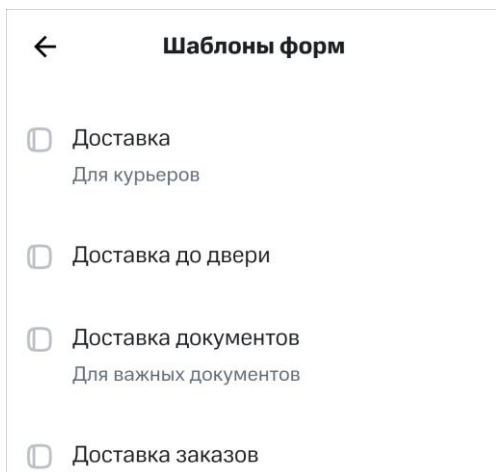 Шаблоны форм
Доставка
Для курьеров
Доставка до двери
Доставка документов
Для важных документов
Доставка заказов